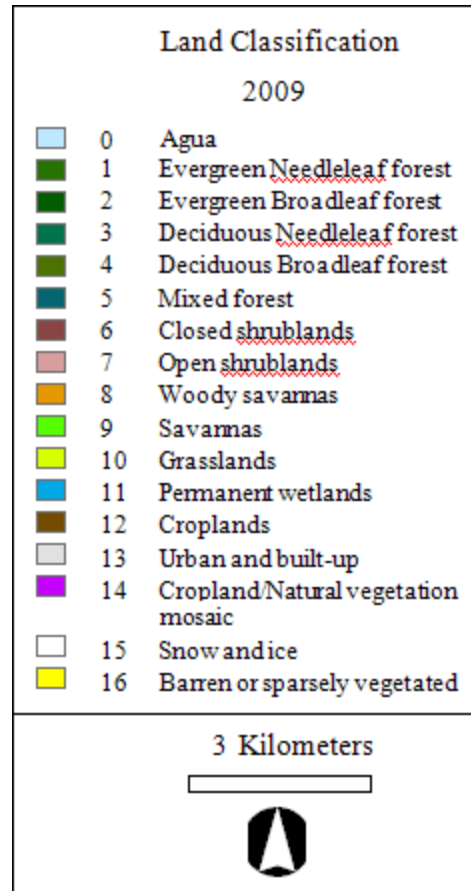 Land Classification
2009
0 Agua
1 Evergreen Needleleaf forest
2 Evergreen Broadleaf forest
3 Deciduous Needleleaf forest
4 Deciduous Broadleaf forest
5 Mixed forest
6 Closed shrublands
7 Open shrublands
8 Woody savannas
9 Savannas
10 Grasslands
11 Permanent wetlands
12 Croplands
13 Urban and built-up
14 Cropland/Natural vegetation
mosaic
15 Snow and ice
16 Barren or sparsely vegetated
3 Kilometers